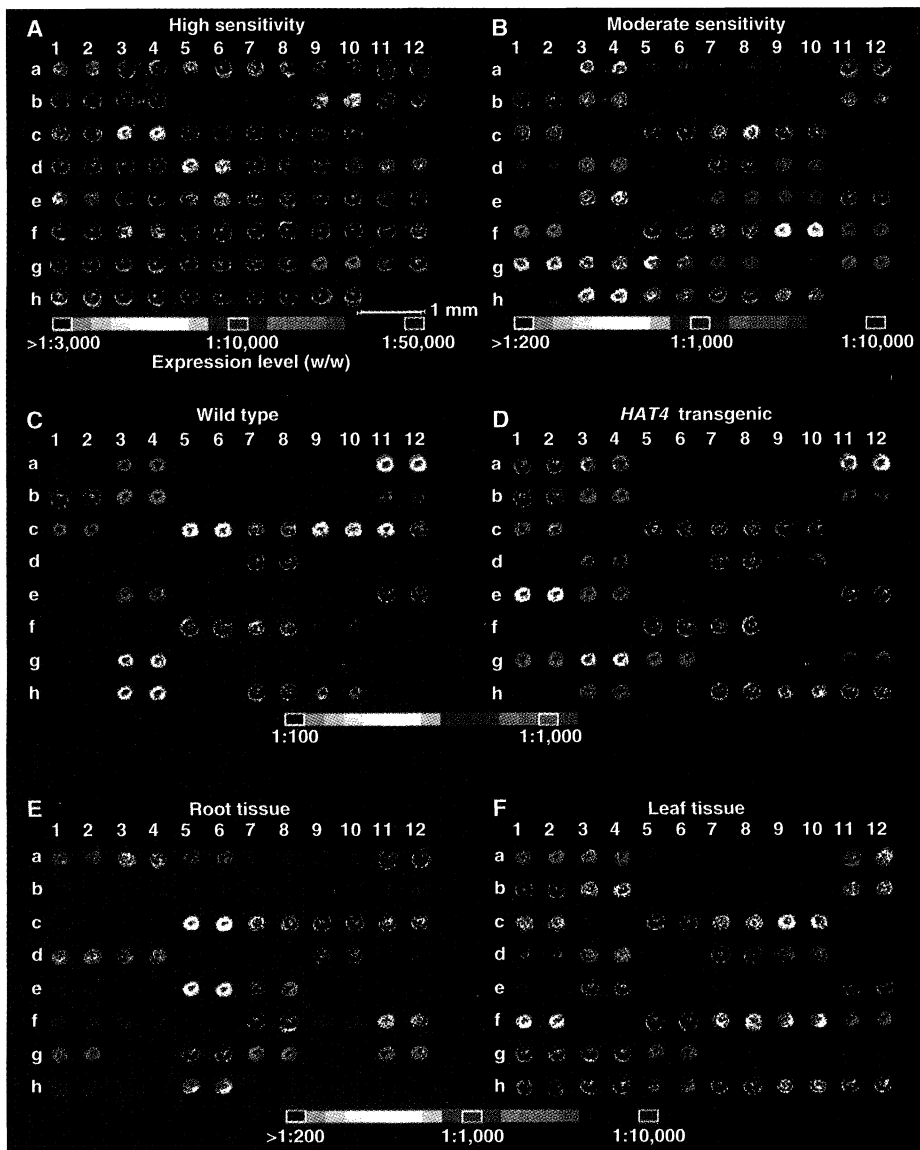 A High sensitivity
1 2 3 4 5 6 7 8 9 10 11 12
a
b
c
d
e
f
g
h
1 mm
>1:3,000 1:10,000 1:50,000
Expression level (w/w)
B Moderate sensitivity
1 2 3 4 5 6 7 8 9 10 11 12
a
b
c
d
e
f
g
h
>1:200 1:1,000 1:10,000
C Wild type
1 2 3 4 5 6 7 8 9 10 11 12
a
b
c
d
e
f
g
h
D HAT4 transgenic
1 2 3 4 5 6 7 8 9 10 11 12
a
b
c
d
e
f
g
h
1:100 1:1,000
E Root tissue
1 2 3 4 5 6 7 8 9 10 11 12
a
b
c
d
e
f
g
h
F Leaf tissue
1 2 3 4 5 6 7 8 9 10 11 12
a
b
c
d
e
f
g
h
>1:200 1:1,000 1:10,000